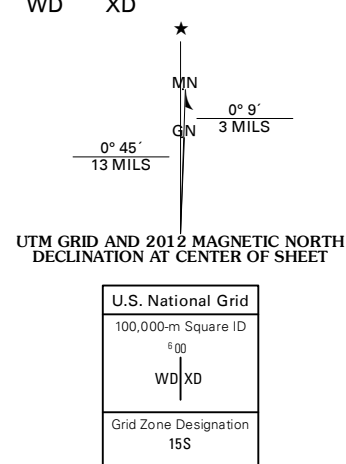 WD XD
★
MN
0° 9´
3 MILS
GN
0° 45´
13 MILS
UTM GRID AND 2012 MAGNETIC NORTH
DECLINATION AT CENTER OF SHEET
U.S. National Grid
100,000-m Square ID
⁶00
WD XD
Grid Zone Designation
15S